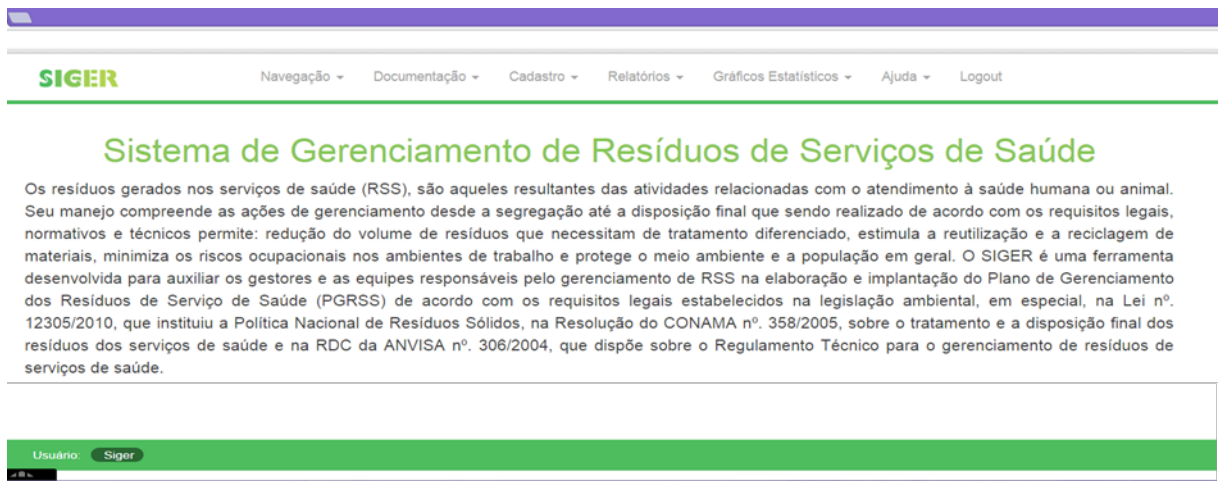 SIGER
Navegação Documentação Cadastro Relatórios Gráficos Estatísticos Ajuda Logout
Sistema de Gerenciamento de Resíduos de Serviços de Saúde
Os resíduos gerados nos serviços de saúde (RSS), são aqueles resultantes das atividades relacionadas com o atendimento à saúde humana ou animal.
Seu manejo compreende as ações de gerenciamento desde a segregação até a disposição final que sendo realizado de acordo com os requisitos legais,
normativos e técnicos permite: redução do volume de resíduos que necessitam de tratamento diferenciado, estimula a reutilização e a reciclagem de
materiais, minimiza os riscos ocupacionais nos ambientes de trabalho e protege o meio ambiente e a população em geral. O SIGER é uma ferramenta
desenvolvida para auxiliar os gestores e as equipes responsáveis pelo gerenciamento de RSS na elaboração e implantação do Plano de Gerenciamento
dos Resíduos de Serviço de Saúde (PGRSS) de acordo com os requisitos legais estabelecidos na legislação ambiental, em especial, na Lei nº.
12305/2010, que instituiu a Política Nacional de Resíduos Sólidos, na Resolução do CONAMA nº. 358/2005, sobre o tratamento e a disposição final dos
resíduos dos serviços de saúde e na RDC da ANVISA nº. 306/2004, que dispõe sobre o Regulamento Técnico para o gerenciamento de resíduos de
serviços de saúde.
Usuário: Siger